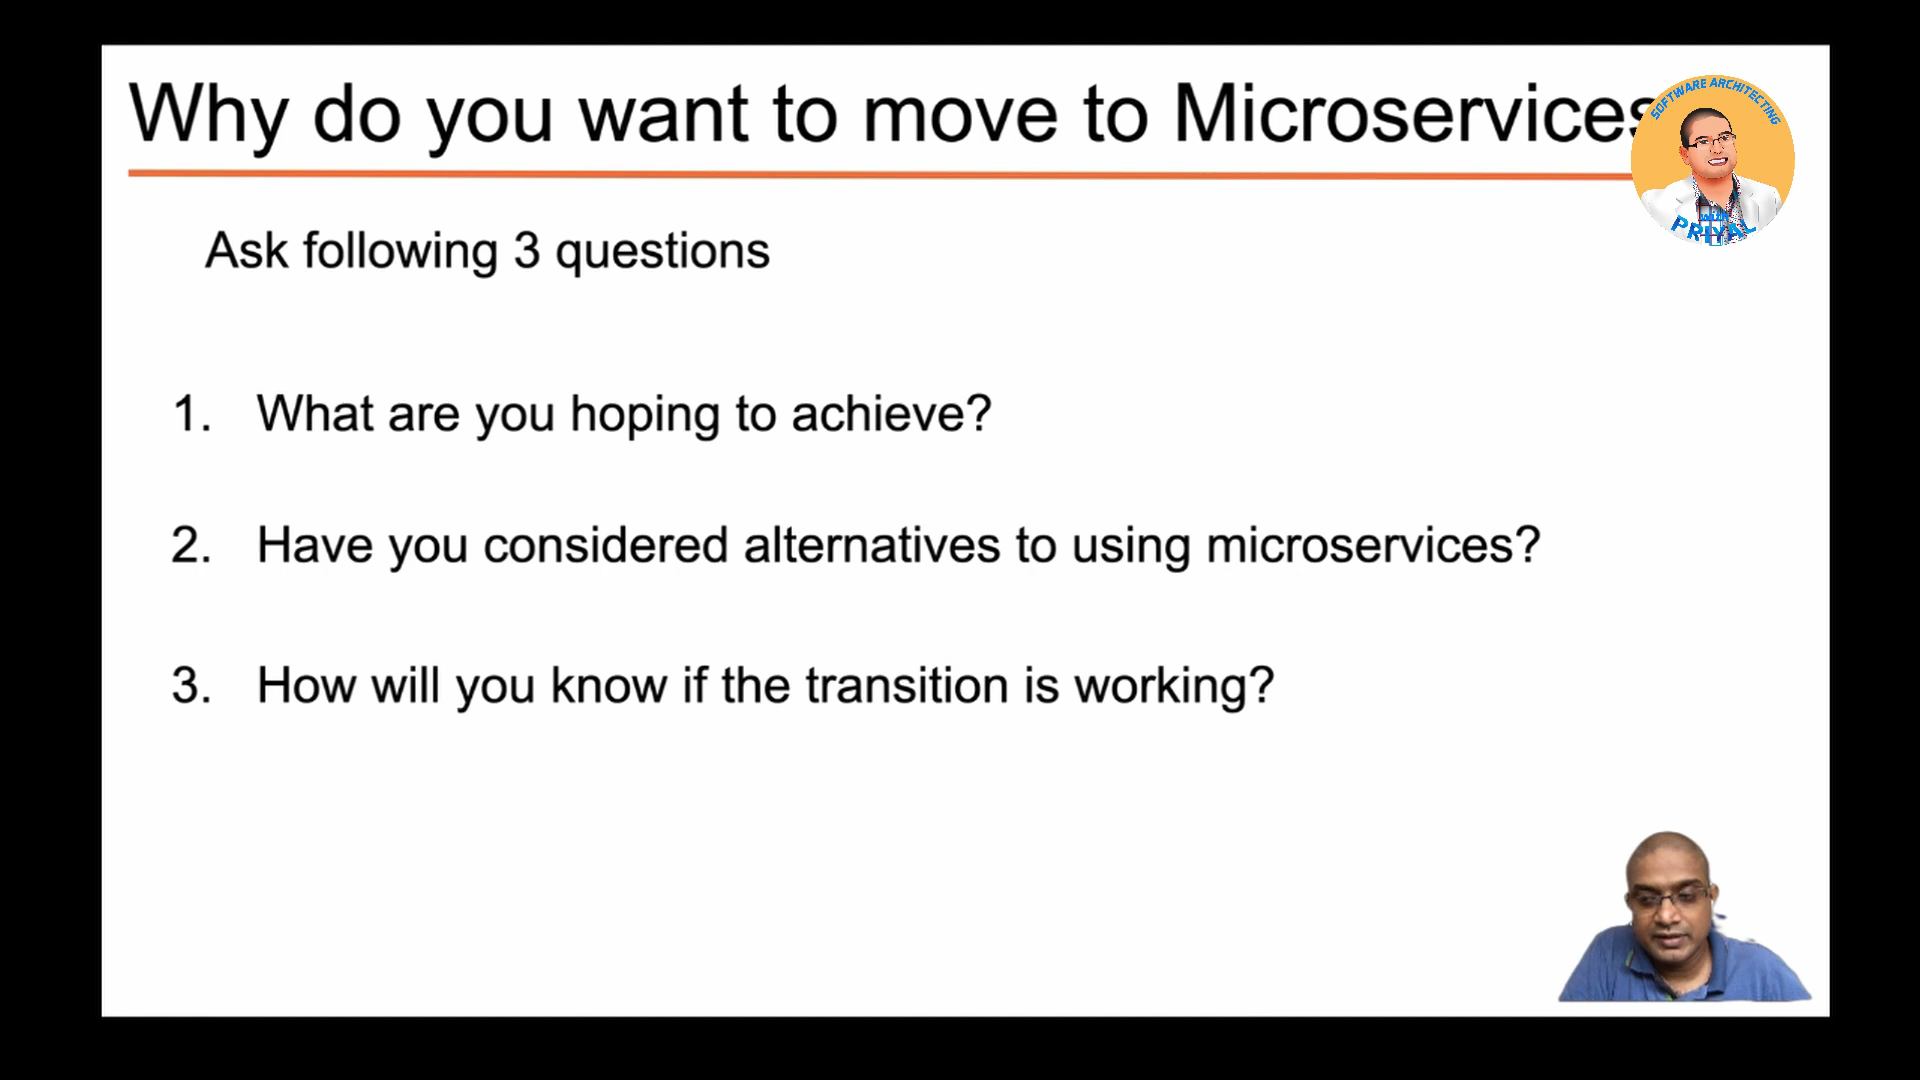 Why do you want to move to Microservices
SOFTWARE ARCHITECTING
PRIYAL
Ask following 3 questions
1. What are you hoping to achieve?
2. Have you considered alternatives to using microservices?
3. How will you know if the transition is working?